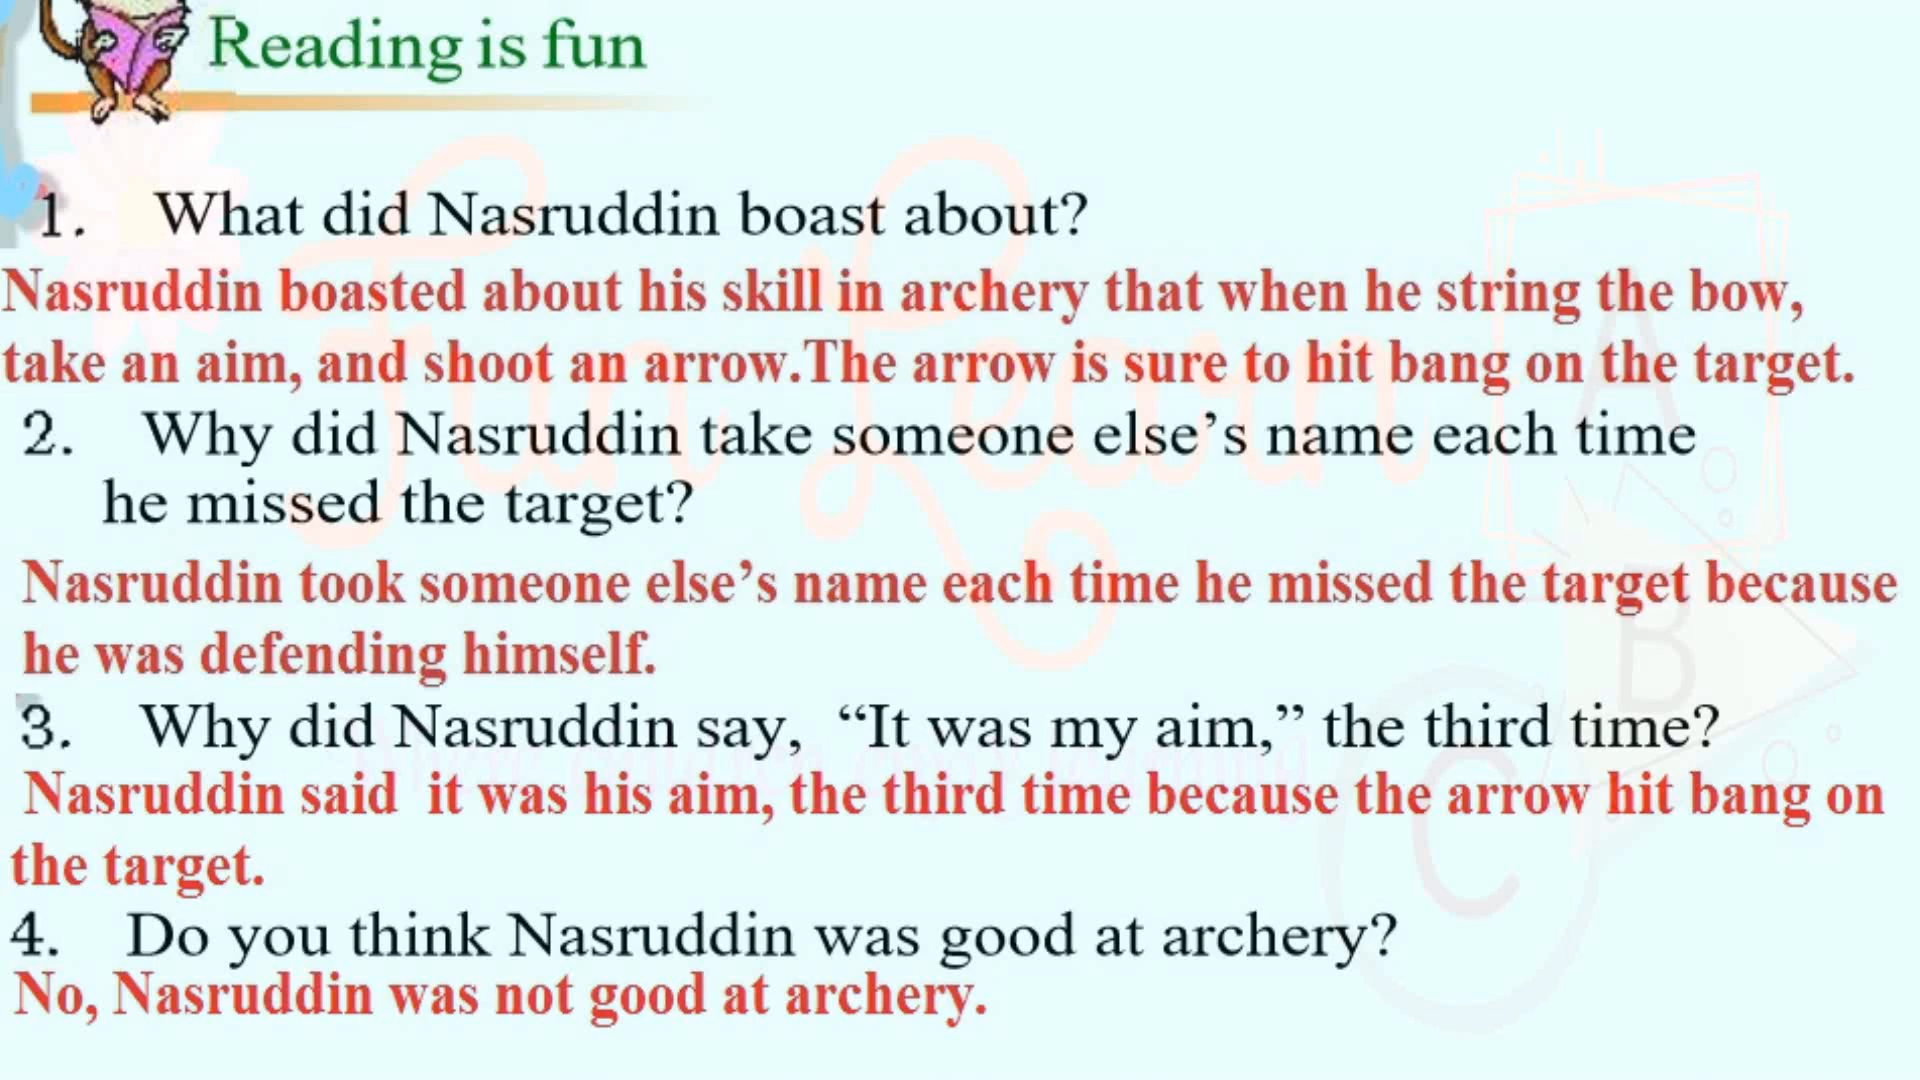 Reading is fun
1. What did Nasruddin boast about?
Nasruddin boasted about his skill in archery that when he string the bow,
take an aim, and shoot an arrow.The arrow is sure to hit bang on the target.
2. Why did Nasruddin take someone else’s name each time
he missed the target?
Nasruddin took someone else’s name each time he missed the target because
he was defending himself.
3. Why did Nasruddin say, “It was my aim,” the third time?
Nasruddin said it was his aim, the third time because the arrow hit bang on
the target.
4. Do you think Nasruddin was good at archery?
No, Nasruddin was not good at archery.
Fun Learn
A
B
C